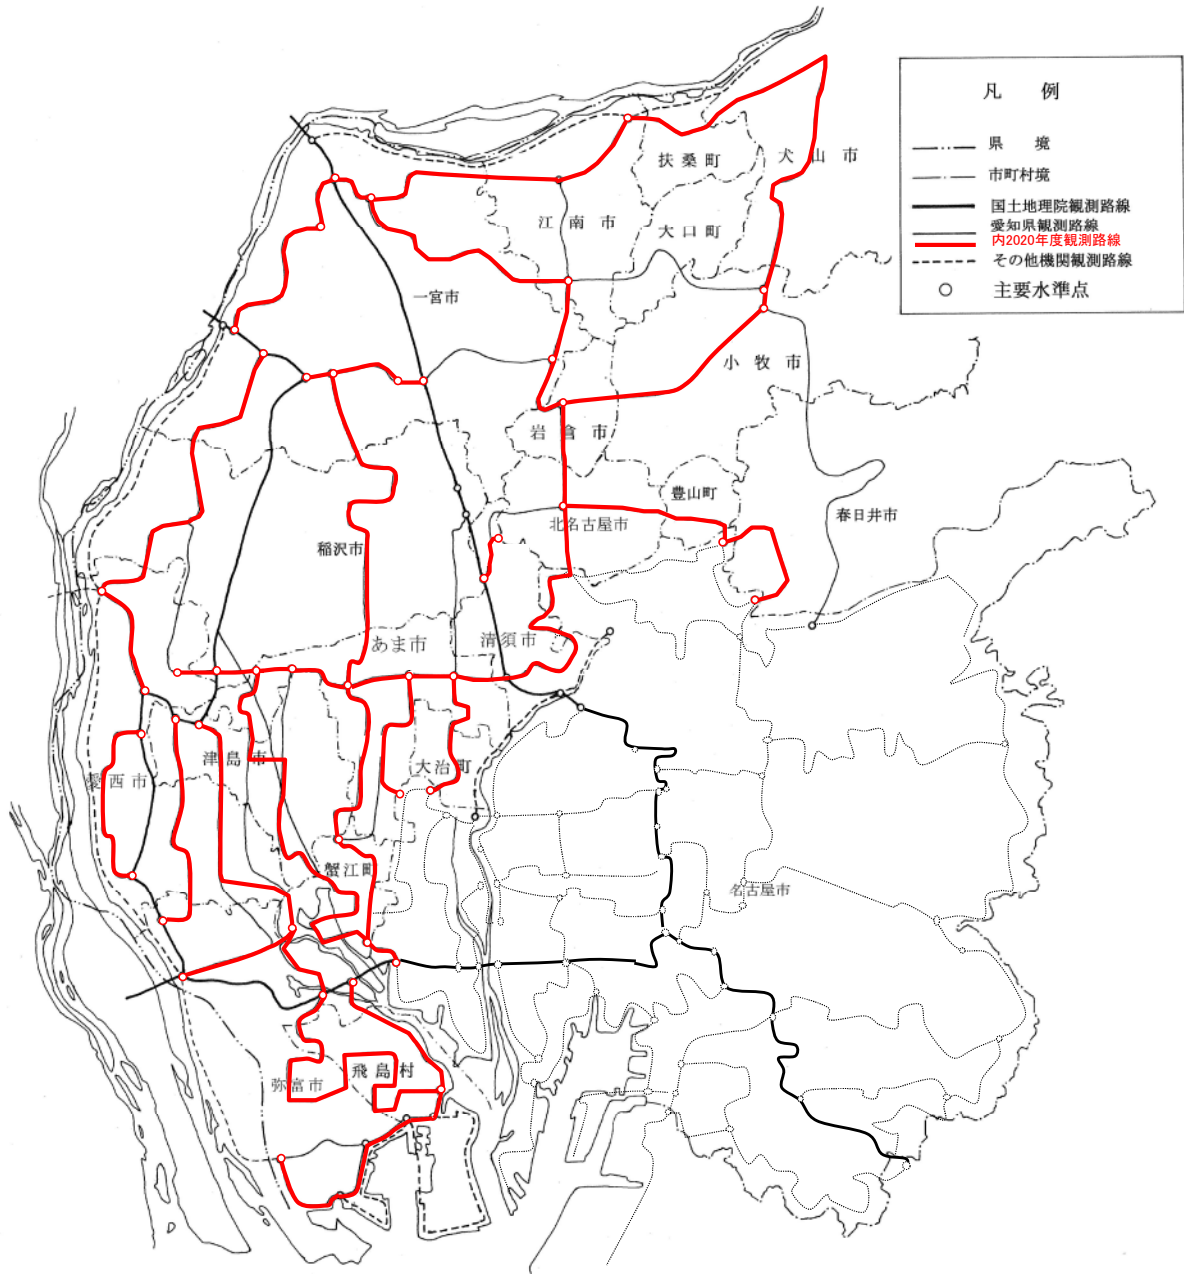 凡 例
県 境
市町村境
国土地理院観測路線
愛知県観測路線
内2020年度観測路線
その他機関観測路線
主要水準点
扶桑町
犬山市
江南市
大口町
一宮市
小牧市
岩倉市
豊山町
北名古屋市
春日井市
稲沢市
あま市
清須市
津島市
大治町
愛西市
蟹江町
名古屋市
飛島村
弥富市